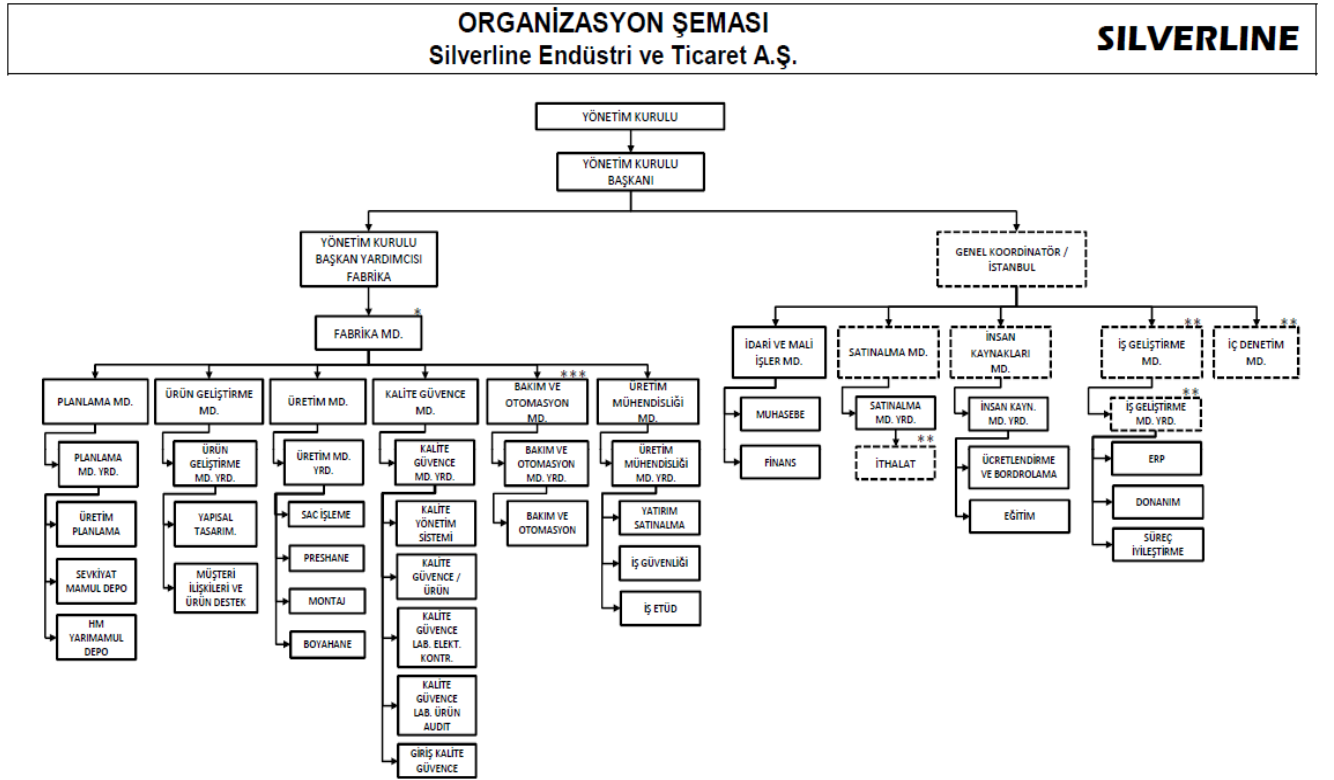 ORGANİZASYON ŞEMASI
Silverline Endüstri ve Ticaret A.Ş.
SILVERLINE
YÖNETİM KURULU
YÖNETİM KURULU
BAŞKANI
YÖNETİM KURULU
BAŞKAN YARDIMCISI
FABRİKA
GENEL KOORDİNATÖR /
İSTANBUL
*
FABRİKA MD.
İDARİ VE MALİ
İŞLER MD.
SATINALMA MD.
İNSAN
KAYNAKLARI
MD.
**
İŞ GELİŞTİRME
MD.
**
İÇ DENETİM
MD.
PLANLAMA MD.
ÜRÜN GELİŞTİRME
MD.
ÜRETİM MD.
KALİTE GÜVENCE
MD.
***
BAKIM VE
OTOMASYON
MD.
ÜRETİM
MÜHENDİSLİĞİ
MD.
MUHASEBE
FİNANS
SATINALMA
MD. YRD.
**
İTHALAT
İNSAN KAYN.
MD. YRD.
ÜCRETLENDİRME
VE BORDROLAMA
EĞİTİM
**
İŞ GELİŞTİRME
MD. YRD.
ERP
DONANIM
SÜREÇ
İYİLEŞTİRME
PLANLAMA
MD. YRD.
ÜRETİM
PLANLAMA
SEVKİYAT
MAMUL DEPO
HM
YARIMAMUL
DEPO
ÜRÜN
GELİŞTİRME
MD. YRD.
YAPISAL
TASARIM.
MÜŞTERİ
İLİŞKİLERİ VE
ÜRÜN DESTEK
ÜRETİM MD.
YRD.
SAC İŞLEME
PRESHANE
MONTAJ
BOYAHANE
KALİTE
GÜVENCE
MD. YRD.
KALİTE
YÖNETİM
SİSTEMİ
KALİTE
GÜVENCE /
ÜRÜN
KALİTE
GÜVENCE
LAB. ELEKT.
KONTR.
KALİTE
GÜVENCE
LAB. ÜRÜN
AUDIT
GİRİŞ KALİTE
GÜVENCE
BAKIM VE
OTOMASYON
MD. YRD.
BAKIM VE
OTOMASYON
ÜRETİM
MÜHENDİSLİĞİ
MD. YRD.
YATIRIM
SATINALMA
İŞ GÜVENLİĞİ
İŞ ETÜD